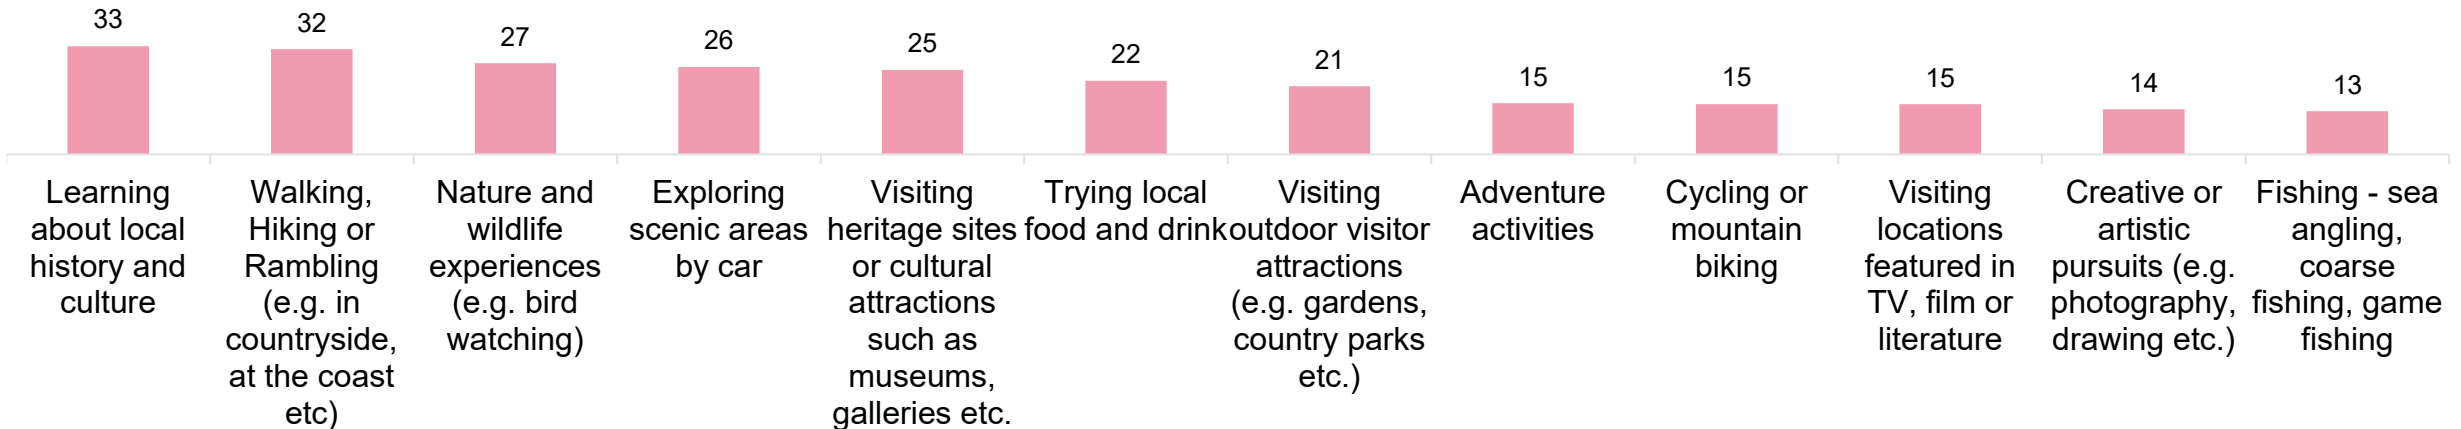 33
32
27
26
25
22
21
15
15
15
14
13
Learning
about local
history and
culture
Walking,
Hiking or
Rambling
(e.g. in
countryside,
at the coast
etc)
Nature and
wildlife
experiences
(e.g. bird
watching)
Exploring
scenic areas
by car
Visiting
heritage sites
or cultural
attractions
such as
museums,
galleries etc.
Trying local
food and drink
Visiting
outdoor visitor
attractions
(e.g. gardens,
country parks
etc.)
Adventure
activities
Cycling or
mountain
biking
Visiting
locations
featured in
TV, film or
literature
Creative or
artistic
pursuits (e.g.
photography,
drawing etc.)
Fishing - sea
angling,
coarse
fishing, game
fishing